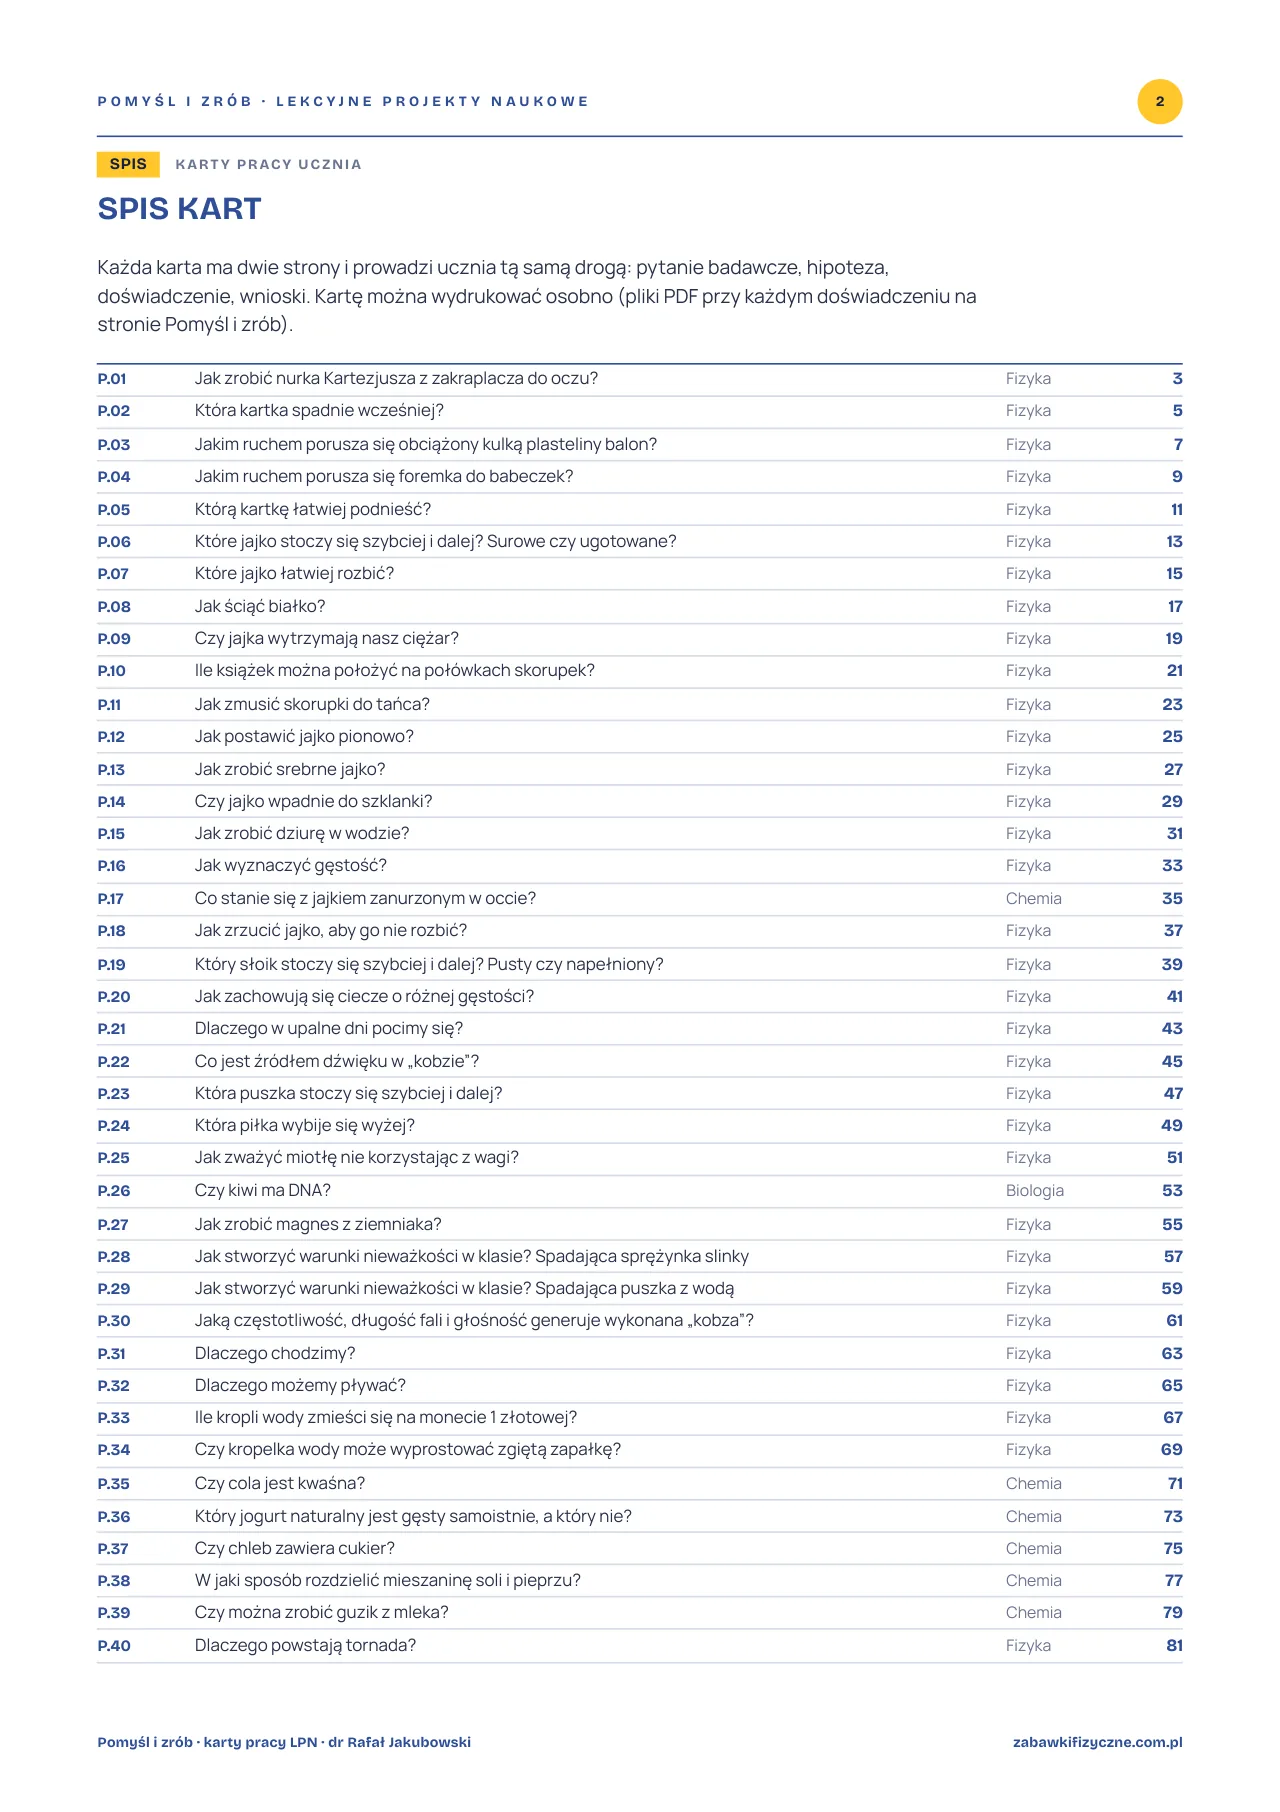 POMYŚL I ZRÓB · LEKCYJNE PROJEKTY NAUKOWE 2
SPIS KARTY PRACY UCZNIA
SPIS KART
Każda karta ma dwie strony i prowadzi ucznia tą samą drogą: pytanie badawcze, hipoteza,
doświadczenie, wnioski. Kartę można wydrukować osobno (pliki PDF przy każdym doświadczeniu na
stronie Pomyśl i zrób).
P.01 Jak zrobić nurka Kartezjusza z zakraplacza do oczu? Fizyka 3
P.02 Która kartka spadnie wcześniej? Fizyka 5
P.03 Jakim ruchem porusza się obciążony kulką plasteliny balon? Fizyka 7
P.04 Jakim ruchem porusza się foremka do babeczek? Fizyka 9
P.05 Którą kartkę łatwiej podnieść? Fizyka 11
P.06 Które jajko stoczy się szybciej i dalej? Surowe czy ugotowane? Fizyka 13
P.07 Które jajko łatwiej rozbić? Fizyka 15
P.08 Jak ściąć białko? Fizyka 17
P.09 Czy jajka wytrzymają nasz ciężar? Fizyka 19
P.10 Ile książek można położyć na połówkach skorupek? Fizyka 21
P.11 Jak zmusić skorupki do tańca? Fizyka 23
P.12 Jak postawić jajko pionowo? Fizyka 25
P.13 Jak zrobić srebrne jajko? Fizyka 27
P.14 Czy jajko wpadnie do szklanki? Fizyka 29
P.15 Jak zrobić dziurę w wodzie? Fizyka 31
P.16 Jak wyznaczyć gęstość? Fizyka 33
P.17 Co stanie się z jajkiem zanurzonym w occie? Chemia 35
P.18 Jak zrzucić jajko, aby go nie rozbić? Fizyka 37
P.19 Który słoik stoczy się szybciej i dalej? Pusty czy napełniony? Fizyka 39
P.20 Jak zachowują się ciecze o różnej gęstości? Fizyka 41
P.21 Dlaczego w upalne dni pocimy się? Fizyka 43
P.22 Co jest źródłem dźwięku w „kobzie”? Fizyka 45
P.23 Która puszka stoczy się szybciej i dalej? Fizyka 47
P.24 Która piłka wybije się wyżej? Fizyka 49
P.25 Jak zważyć miotłę nie korzystając z wagi? Fizyka 51
P.26 Czy kiwi ma DNA? Biologia 53
P.27 Jak zrobić magnes z ziemniaka? Fizyka 55
P.28 Jak stworzyć warunki nieważkości w klasie? Spadająca sprężynka slinky Fizyka 57
P.29 Jak stworzyć warunki nieważkości w klasie? Spadająca puszka z wodą Fizyka 59
P.30 Jaką częstotliwość, długość fali i głośność generuje wykonana „kobza”? Fizyka 61
P.31 Dlaczego chodzimy? Fizyka 63
P.32 Dlaczego możemy pływać? Fizyka 65
P.33 Ile kropli wody zmieści się na monecie 1 złotowej? Fizyka 67
P.34 Czy kropelka wody może wyprostować zgiętą zapałkę? Fizyka 69
P.35 Czy cola jest kwaśna? Chemia 71
P.36 Który jogurt naturalny jest gęsty samoistnie, a który nie? Chemia 73
P.37 Czy chleb zawiera cukier? Chemia 75
P.38 W jaki sposób rozdzielić mieszaninę soli i pieprzu? Chemia 77
P.39 Czy można zrobić guzik z mleka? Chemia 79
P.40 Dlaczego powstają tornada? Fizyka 81
Pomyśl i zrób · karty pracy LPN · dr Rafał Jakubowski zabawkifizyczne.com.pl